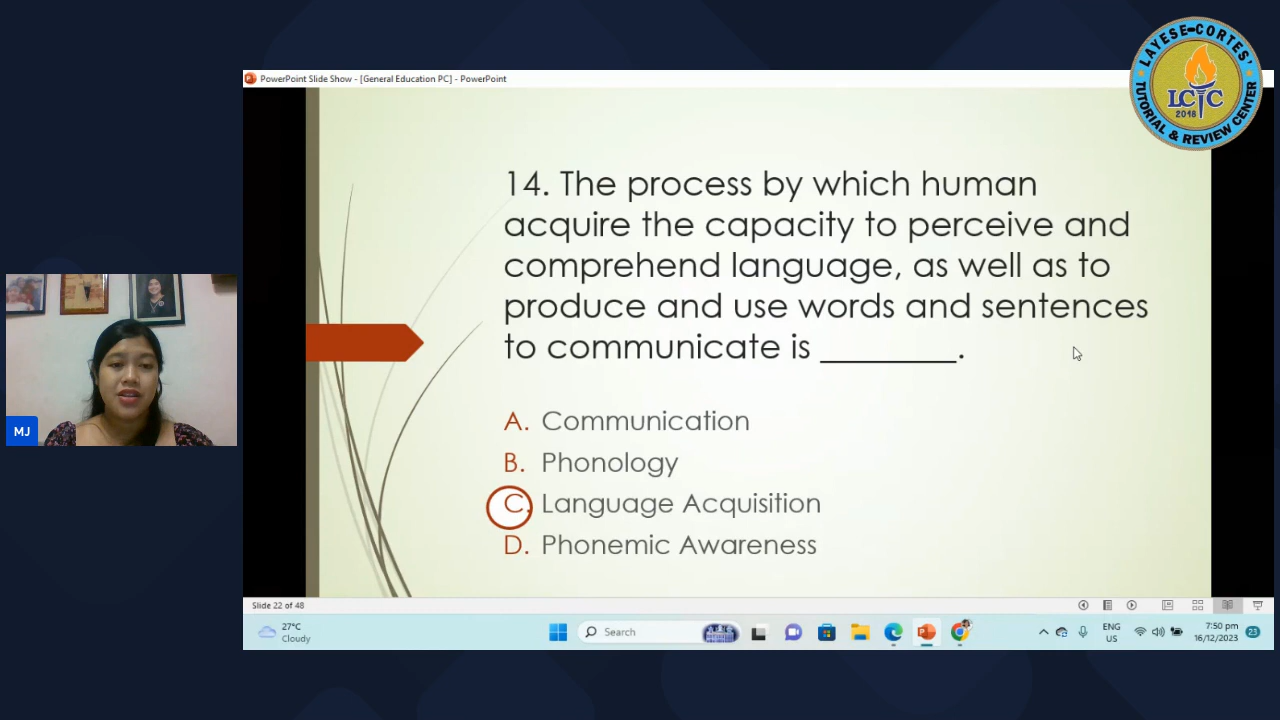 LAYESE-CORTES'
LCTC
2018
TUTORIAL & REVIEW CENTER
PowerPoint Slide Show - [General Education PC] - PowerPoint
14. The process by which human
acquire the capacity to perceive and
comprehend language, as well as to
produce and use words and sentences
to communicate is ________.
A. Communication
B. Phonology
C. Language Acquisition
D. Phonemic Awareness
MJ
Slide 22 of 48
27°C
Cloudy
Search
ENG
US
7:50 pm
16/12/2023
23